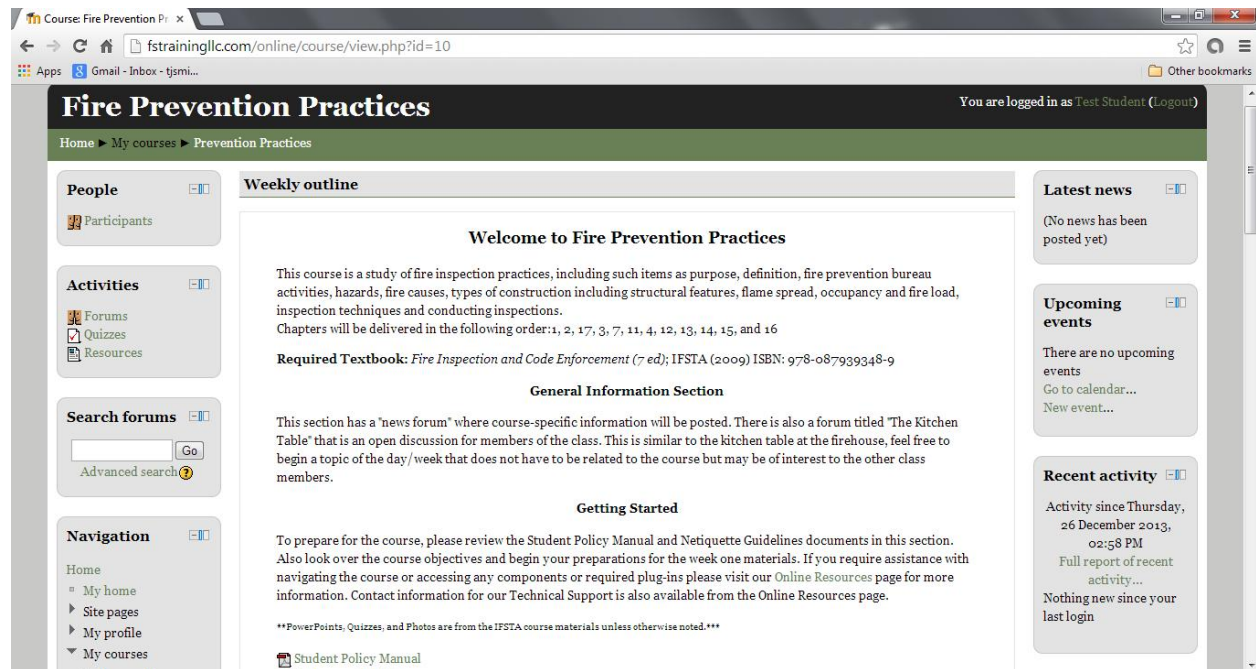 Course: Fire Prevention Pr
fstrainingllc.com/online/course/view.php?id=10
Apps
Gmail - Inbox - tjsmi...
Other bookmarks
Fire Prevention Practices
You are logged in as Test Student (Logout)
Home ► My courses ► Prevention Practices
People
Participants
Activities
Forums
Quizzes
Resources
Search forums
Go
Advanced search
Navigation
Home
My home
Site pages
My profile
My courses
Weekly outline
Welcome to Fire Prevention Practices
This course is a study of fire inspection practices, including such items as purpose, definition, fire prevention bureau
activities, hazards, fire causes, types of construction including structural features, flame spread, occupancy and fire load,
inspection techniques and conducting inspections.
Chapters will be delivered in the following order:1, 2, 17, 3, 7, 11, 4, 12, 13, 14, 15, and 16
Required Textbook: Fire Inspection and Code Enforcement (7 ed); IFSTA (2009) ISBN: 978-087939348-9
General Information Section
This section has a "news forum" where course-specific information will be posted. There is also a forum titled "The Kitchen
Table" that is an open discussion for members of the class. This is similar to the kitchen table at the firehouse, feel free to
begin a topic of the day/week that does not have to be related to the course but may be of interest to the other class
members.
Getting Started
To prepare for the course, please review the Student Policy Manual and Netiquette Guidelines documents in this section.
Also look over the course objectives and begin your preparations for the week one materials. If you require assistance with
navigating the course or accessing any components or required plug-ins please visit our Online Resources page for more
information. Contact information for our Technical Support is also available from the Online Resources page.
**PowerPoints, Quizzes, and Photos are from the IFSTA course materials unless otherwise noted.***
Student Policy Manual
Latest news
(No news has been
posted yet)
Upcoming
events
There are no upcoming
events
Go to calendar...
New event...
Recent activity
Activity since Thursday,
26 December 2013,
02:58 PM
Full report of recent
activity...
Nothing new since your
last login